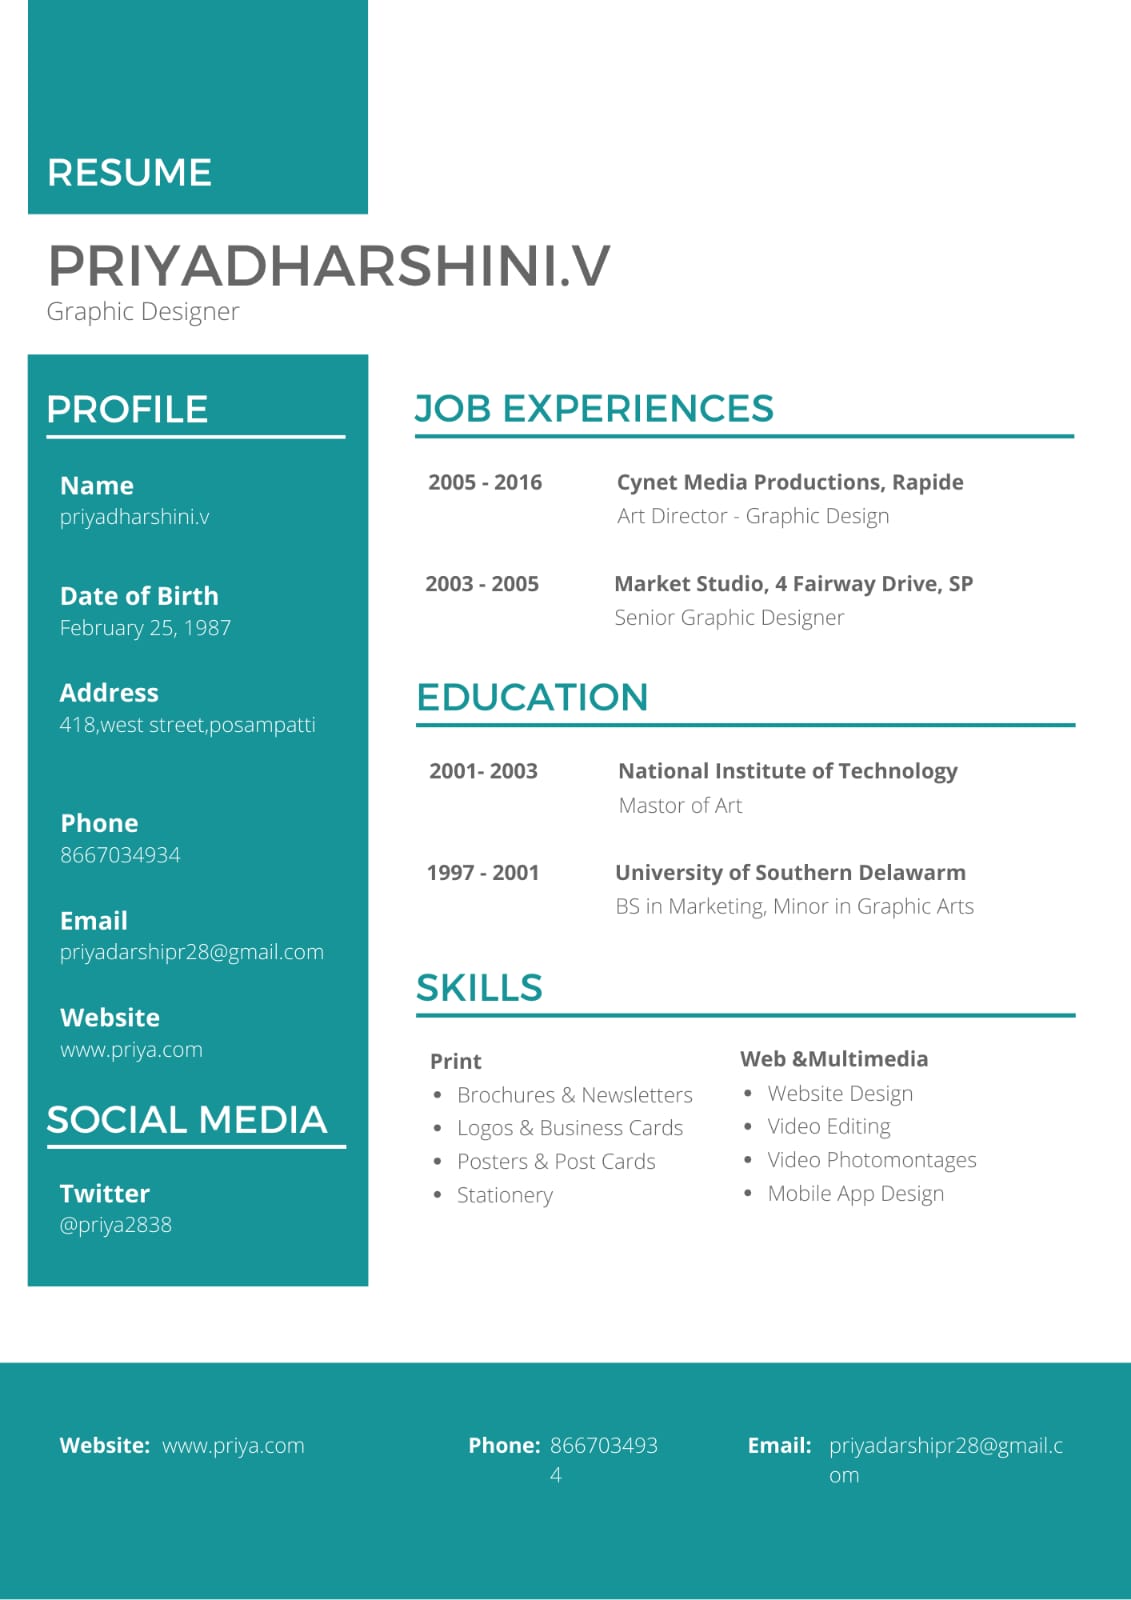 RESUME
PRIYADHARSHINI.V
Graphic Designer
PROFILE
Name
priyadharshini.v
Date of Birth
February 25, 1987
Address
418,west street,posampatti
Phone
8667034934
Email
priyadarshipr28@gmail.com
Website
www.priya.com
SOCIAL MEDIA
Twitter
@priya2838
JOB EXPERIENCES
2005 - 2016 Cynet Media Productions, Rapide
Art Director - Graphic Design
2003 - 2005 Market Studio, 4 Fairway Drive, SP
Senior Graphic Designer
EDUCATION
2001- 2003 National Institute of Technology
Mastor of Art
1997 - 2001 University of Southern Delawarm
BS in Marketing, Minor in Graphic Arts
SKILLS
Print
• Brochures & Newsletters
• Logos & Business Cards
• Posters & Post Cards
• Stationery
Web &Multimedia
• Website Design
• Video Editing
• Video Photomontages
• Mobile App Design
Website: www.priya.com
Phone: 866703493
4
Email: priyadarshipr28@gmail.c
om